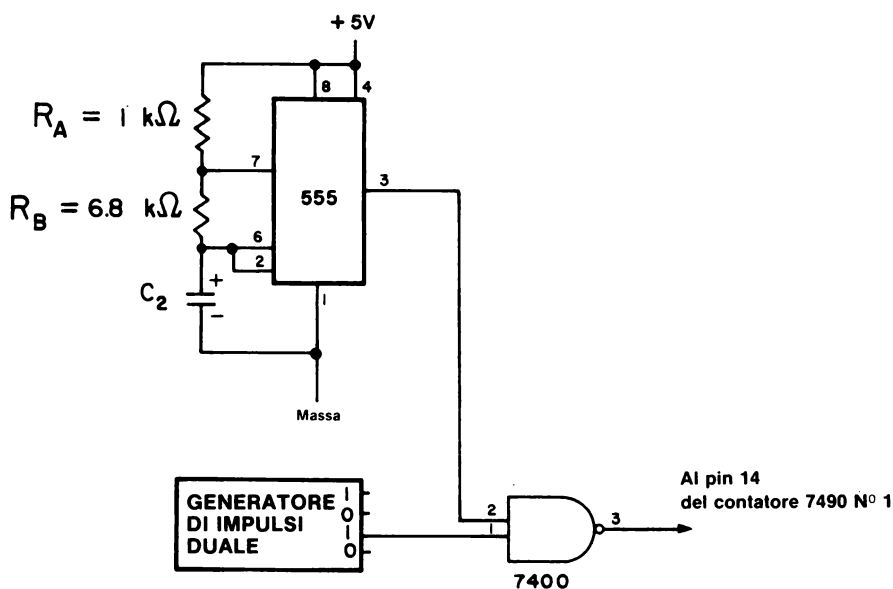 + 5V
8
4
R_A = 1 kΩ
7
555
3
R_B = 6.8 kΩ
6
2
C_2
+
-
1
Massa
GENERATORE
DI IMPULSI
DUALE
1
0
1
0
2
1
3
7400
Al pin 14
del contatore 7490 Nº 1